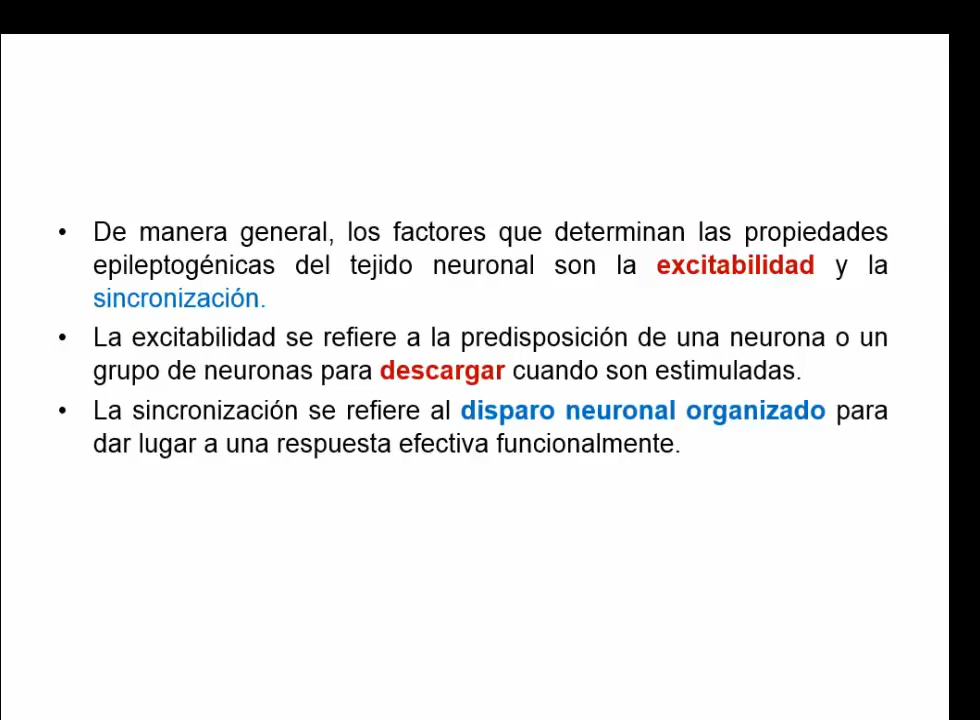 • De manera general, los factores que determinan las propiedades
epileptogénicas del tejido neuronal son la excitabilidad y la
sincronización.
• La excitabilidad se refiere a la predisposición de una neurona o un
grupo de neuronas para descargar cuando son estimuladas.
• La sincronización se refiere al disparo neuronal organizado para
dar lugar a una respuesta efectiva funcionalmente.